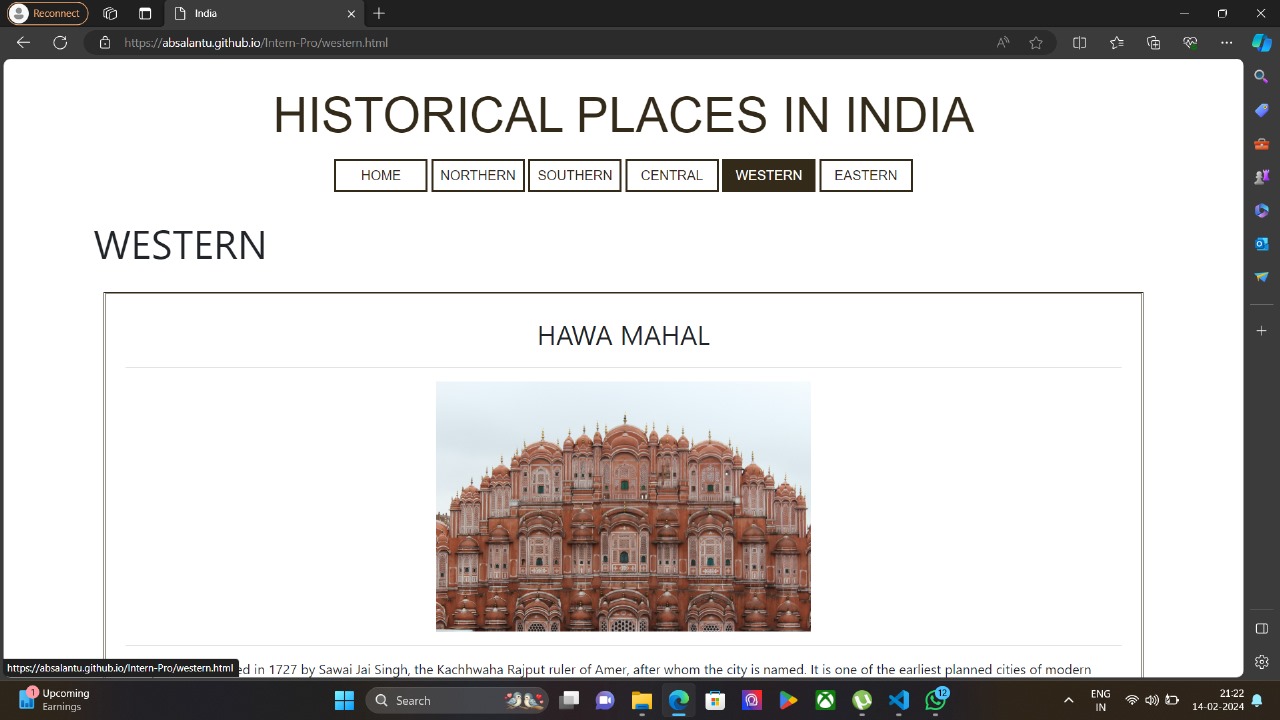 Reconnect
India
https://absalantu.github.io/Intern-Pro/western.html
HISTORICAL PLACES IN INDIA
HOME NORTHERN SOUTHERN CENTRAL WESTERN EASTERN
WESTERN
HAWA MAHAL
ed in 1727 by Sawai Jai Singh, the Kachhwaha Rajput ruler of Amer, after whom the city is named. It is one of the earliest planned cities of modern
https://absalantu.github.io/Intern-Pro/western.html
1 Upcoming
Earnings
Search
12
ENG
IN
21:22
14-02-2024